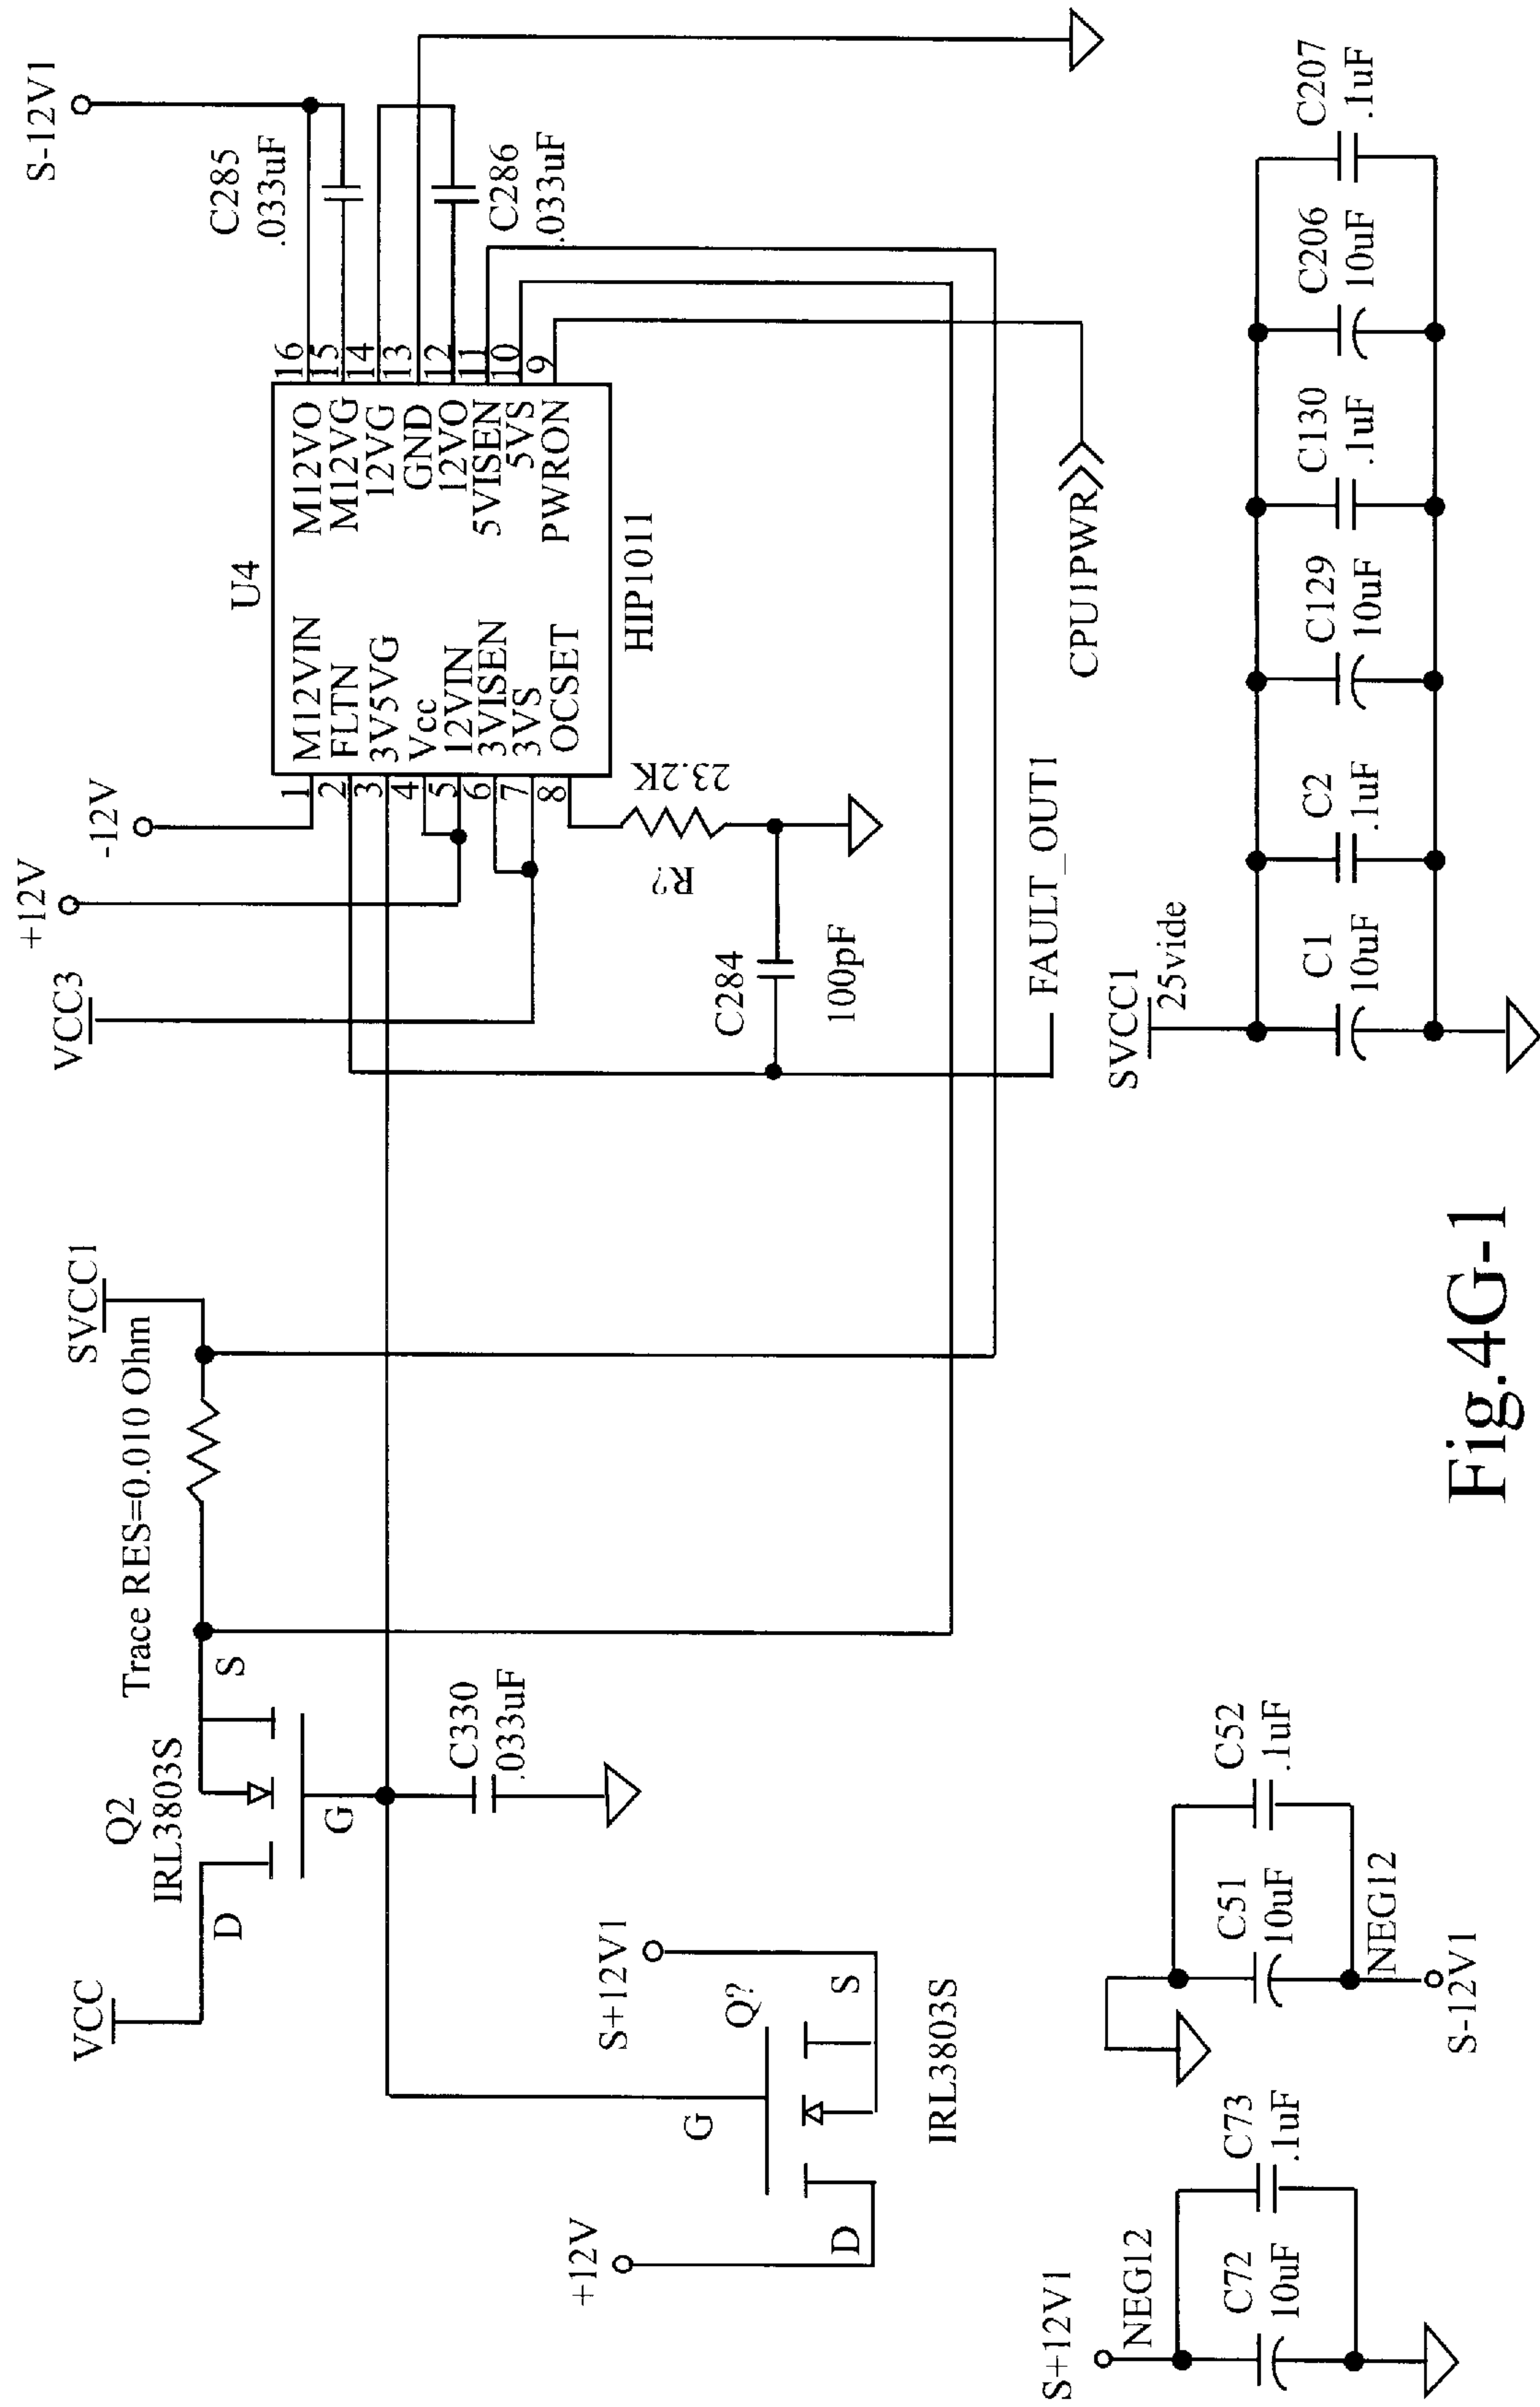 VCC
D
Q2
IRL3803S
S
G
Trace RES=0.010 Ohm
SVCC1
C330
.033uF
+12V
D
G
S+12V1
Q?
S
IRL3803S
VCC3
+12V
-12V
S-12V1
U4
1
2
3
4
5
6
7
8
M12VIN
FLTN
3V5VG
Vcc
12VIN
3VISEN
3VS
OCSET
M12VO
M12VG
12VG
GND
12VO
5VISEN
5VS
PWRON
16
15
14
13
12
11
10
9
HIP1011
C285
.033uF
C286
.033uF
R?
23.2K
C284
100pF
FAULT_OUT1
CPU1PWR
S+12V1
NEG12
C72
10uF
C73
.1uF
C51
10uF
C52
.1uF
NEG12
S-12V1
SVCC1
25vide
C1
10uF
C2
.1uF
C129
10uF
C130
.1uF
C206
10uF
C207
.1uF
Fig.4G-1